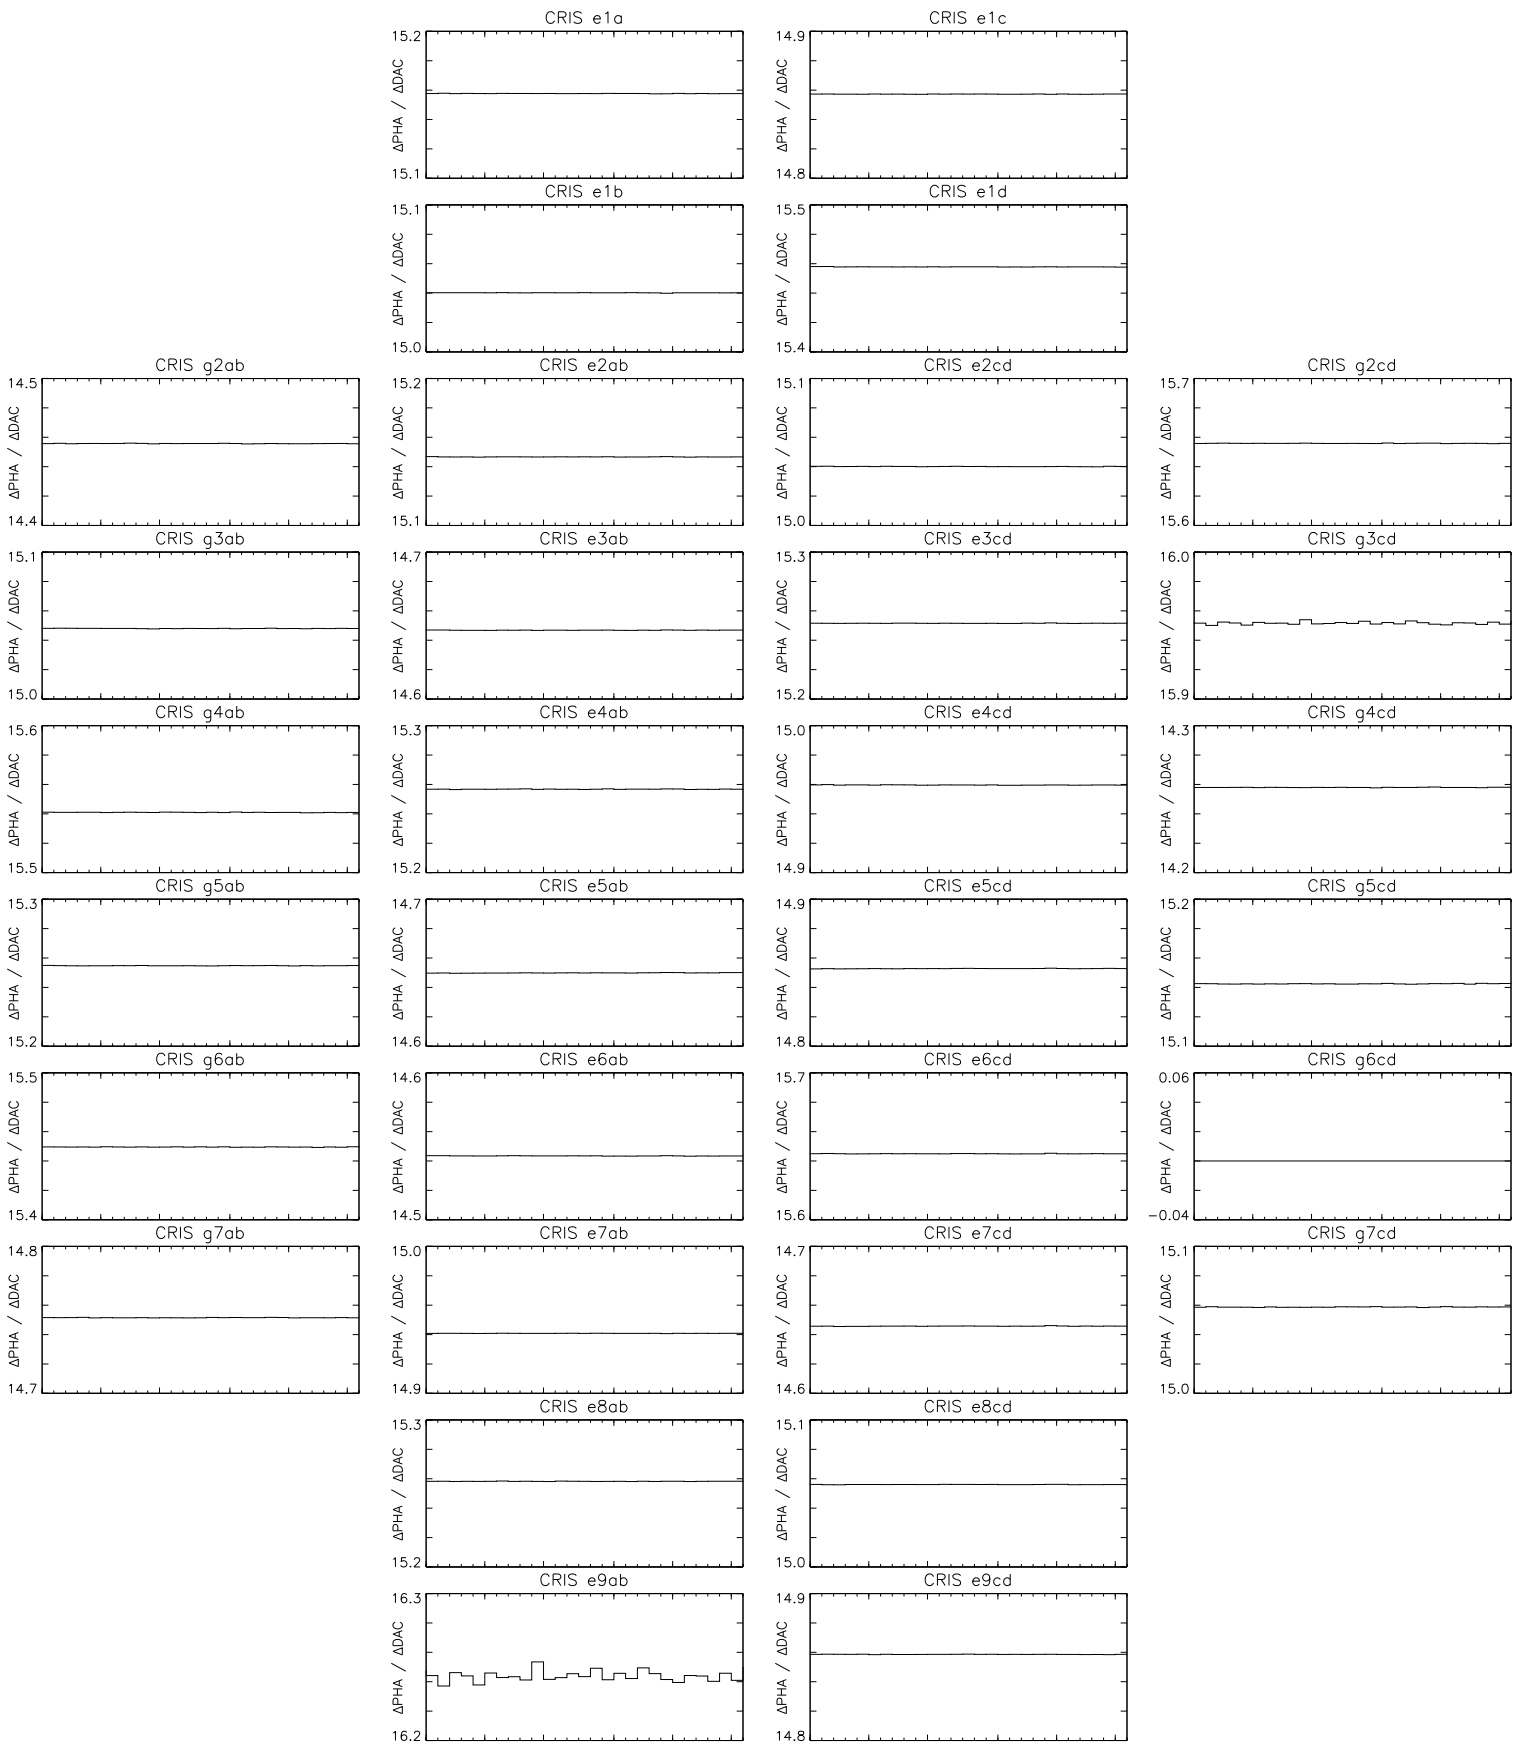 CRIS e1a
15.2
ΔPHA / ΔDAC
15.1
CRIS e1c
14.9
ΔPHA / ΔDAC
14.8
CRIS e1b
15.1
ΔPHA / ΔDAC
15.0
CRIS e1d
15.5
ΔPHA / ΔDAC
15.4
CRIS g2ab
14.5
ΔPHA / ΔDAC
14.4
CRIS e2ab
15.2
ΔPHA / ΔDAC
15.1
CRIS e2cd
15.1
ΔPHA / ΔDAC
15.0
CRIS g2cd
15.7
ΔPHA / ΔDAC
15.6
CRIS g3ab
15.1
ΔPHA / ΔDAC
15.0
CRIS e3ab
14.7
ΔPHA / ΔDAC
14.6
CRIS e3cd
15.3
ΔPHA / ΔDAC
15.2
CRIS g3cd
16.0
ΔPHA / ΔDAC
15.9
CRIS g4ab
15.6
ΔPHA / ΔDAC
15.5
CRIS e4ab
15.3
ΔPHA / ΔDAC
15.2
CRIS e4cd
15.0
ΔPHA / ΔDAC
14.9
CRIS g4cd
14.3
ΔPHA / ΔDAC
14.2
CRIS g5ab
15.3
ΔPHA / ΔDAC
15.2
CRIS e5ab
14.7
ΔPHA / ΔDAC
14.6
CRIS e5cd
14.9
ΔPHA / ΔDAC
14.8
CRIS g5cd
15.2
ΔPHA / ΔDAC
15.1
CRIS g6ab
15.5
ΔPHA / ΔDAC
15.4
CRIS e6ab
14.6
ΔPHA / ΔDAC
14.5
CRIS e6cd
15.7
ΔPHA / ΔDAC
15.6
CRIS g6cd
0.06
ΔPHA / ΔDAC
−0.04
CRIS g7ab
14.8
ΔPHA / ΔDAC
14.7
CRIS e7ab
15.0
ΔPHA / ΔDAC
14.9
CRIS e7cd
14.7
ΔPHA / ΔDAC
14.6
CRIS g7cd
15.1
ΔPHA / ΔDAC
15.0
CRIS e8ab
15.3
ΔPHA / ΔDAC
15.2
CRIS e8cd
15.1
ΔPHA / ΔDAC
15.0
CRIS e9ab
16.3
ΔPHA / ΔDAC
16.2
CRIS e9cd
14.9
ΔPHA / ΔDAC
14.8